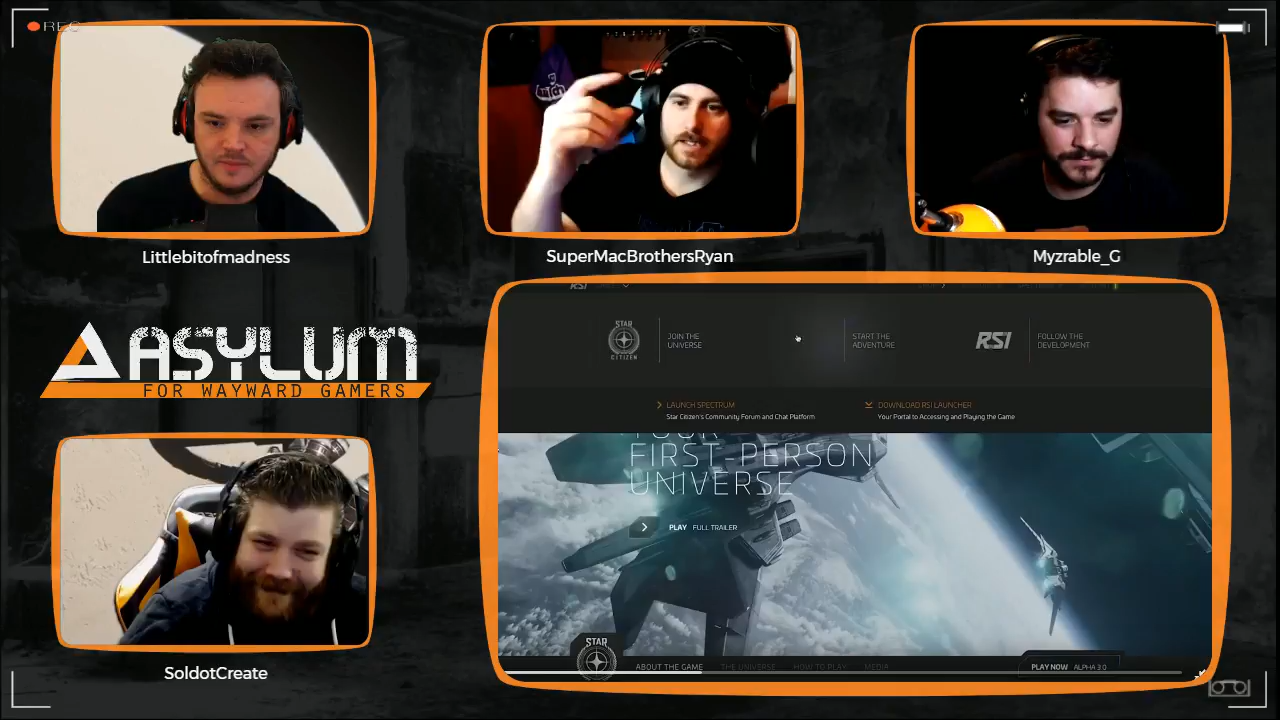 REC
Littlebitofmadness
SuperMacBrothersRyan
Myzrable_G
ASYLUM
FOR WAYWARD GAMERS
SoldotCreate
RSI
STAR
CITIZEN
JOIN THE
UNIVERSE
START THE
ADVENTURE
RSI
FOLLOW THE
DEVELOPMENT
LAUNCH SPECTRUM
Star Citizen's Community Forum and Chat Platform
DOWNLOAD RSI LAUNCHER
Your Portal to Accessing and Playing the Game
YOUR
FIRST-PERSON
UNIVERSE
PLAY FULL TRAILER
STAR
ABOUT THE GAME
THE UNIVERSE
HOW TO PLAY
MEDIA
PLAY NOW ALPHA 3.0